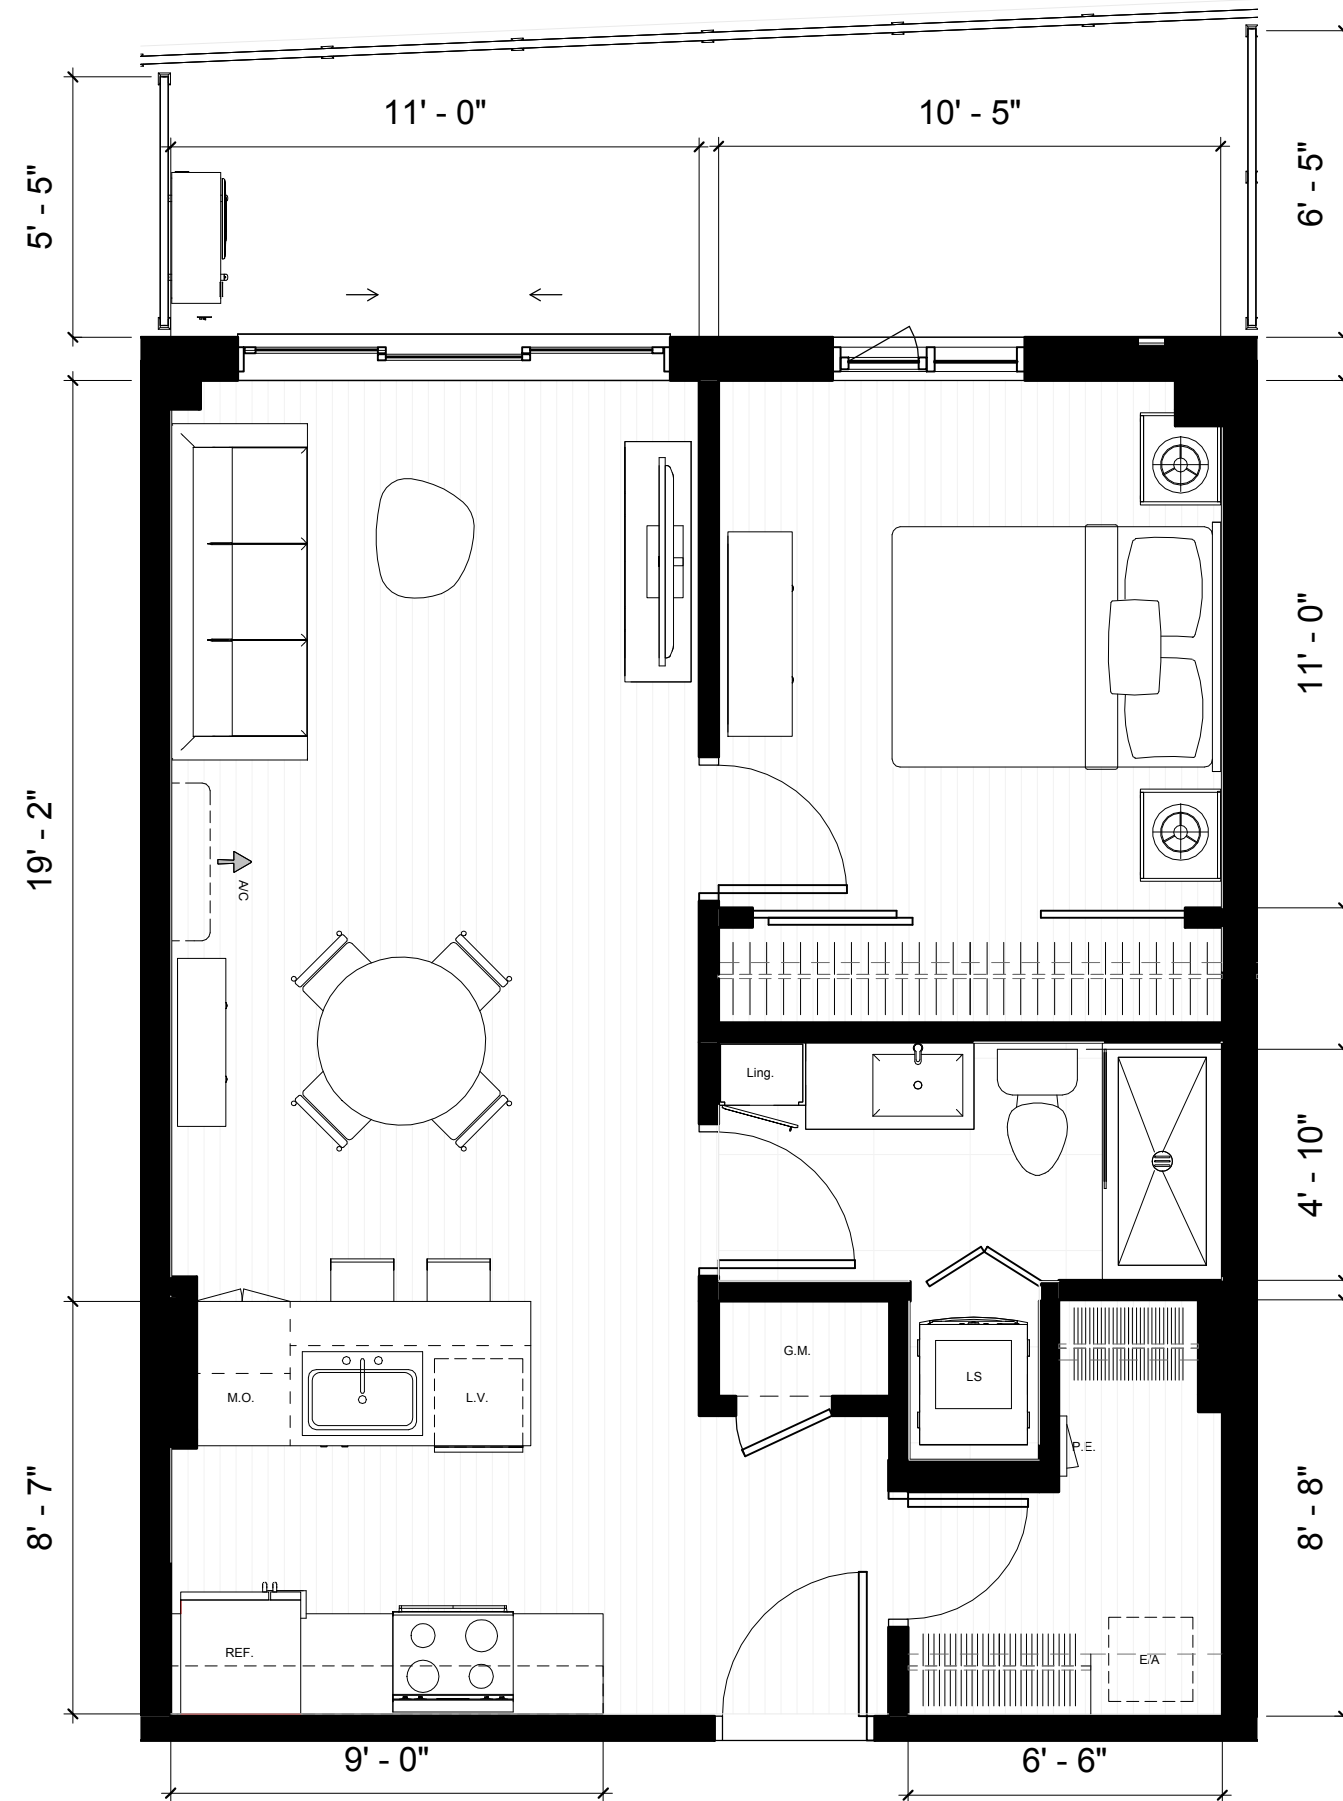 11' - 0"
10' - 5"
5' - 5"
6' - 5"
11' - 0"
19' - 2"
A/C
Ling.
4' - 10"
G.M.
LS
M.O.
L.V.
P.E.
8' - 7"
8' - 8"
REF.
E/A
9' - 0"
6' - 6"